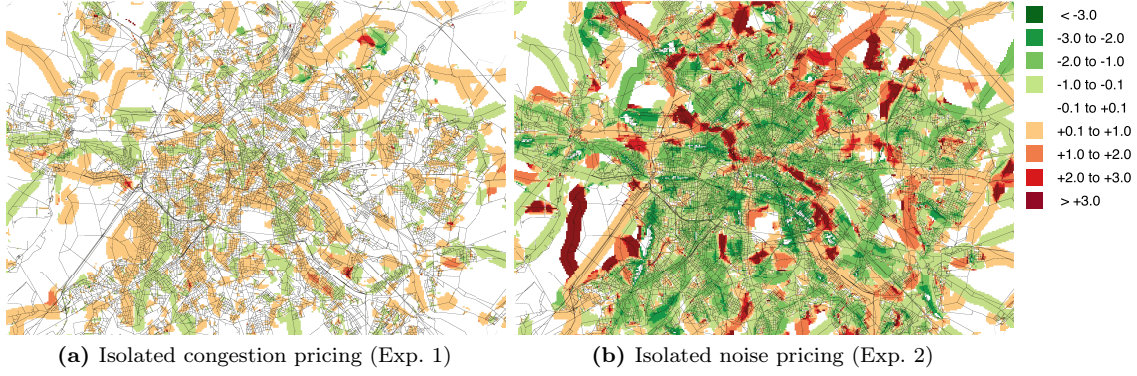 < -3.0
-3.0 to -2.0
-2.0 to -1.0
-1.0 to -0.1
-0.1 to +0.1
+0.1 to +1.0
+1.0 to +2.0
+2.0 to +3.0
> +3.0
(a) Isolated congestion pricing (Exp. 1)
(b) Isolated noise pricing (Exp. 2)